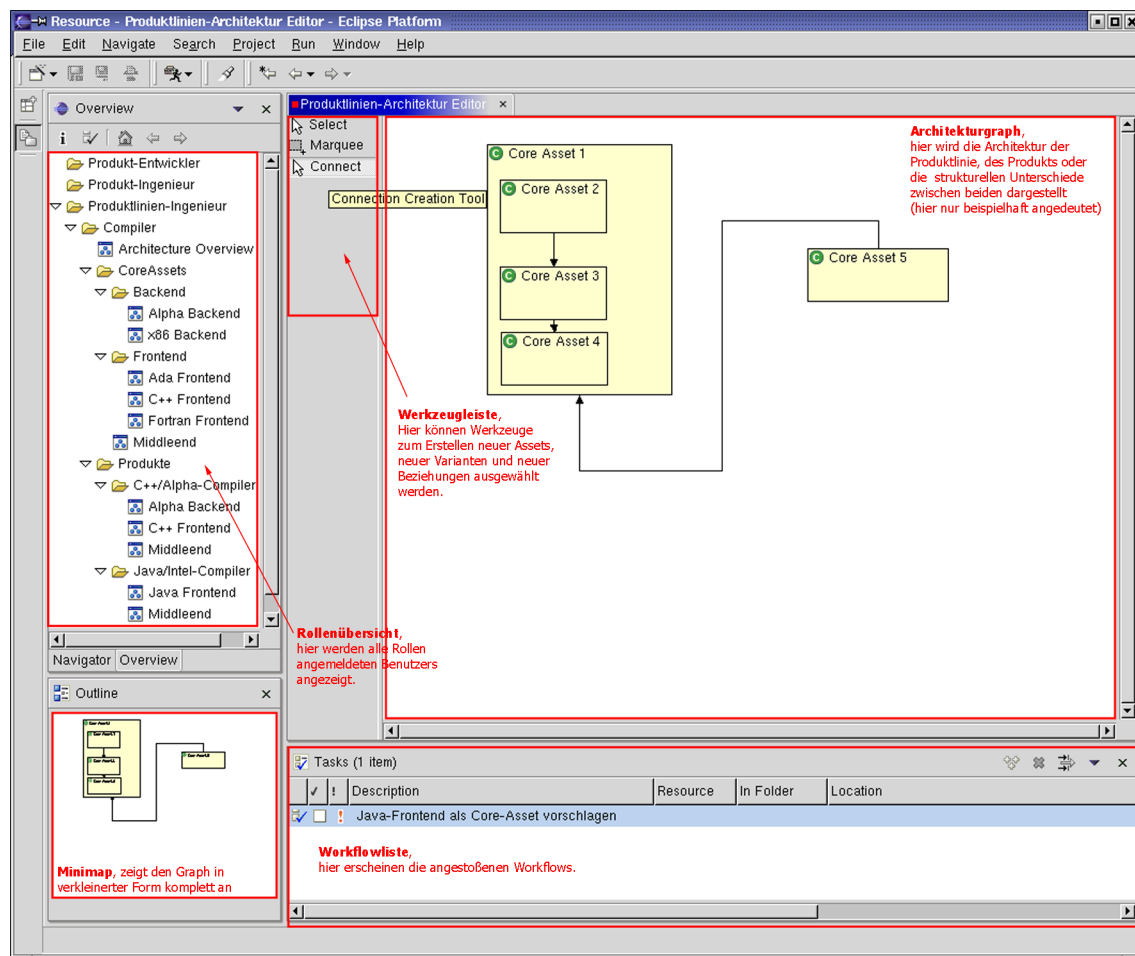 Resource - Produktlinien-Architektur Editor - Eclipse Platform
File Edit Navigate Search Project Run Window Help
Overview
Produkt-Entwickler
Produkt-Ingenieur
Produktlinien-Ingenieur
Compiler
Architecture Overview
CoreAssets
Backend
Alpha Backend
x86 Backend
Frontend
Ada Frontend
C++ Frontend
Fortran Frontend
Middleend
Produkte
C++/Alpha-Compiler
Alpha Backend
C++ Frontend
Middleend
Java/Intel-Compiler
Java Frontend
Middleend
Navigator Overview
Rollenübersicht,
hier werden alle Rollen
angemeldeten Benutzers
angezeigt.
Outline
Minimap, zeigt den Graph in
verkleinerter Form komplett an
Produktlinien-Architektur Editor
Select
Marquee
Connect
Connection Creation Tool
Werkzeugleiste,
Hier können Werkzeuge
zum Erstellen neuer Assets,
neuer Varianten und neuer
Beziehungen ausgewählt
werden.
Core Asset 1
Core Asset 2
Core Asset 3
Core Asset 4
Core Asset 5
Architekturgraph,
hier wird die Architektur der
Produktlinie, des Produkts oder
die strukturellen Unterschiede
zwischen beiden dargestellt
(hier nur beispielhaft angedeutet)
Tasks (1 item)
✓ ! Description Resource In Folder Location
! Java-Frontend als Core-Asset vorschlagen
Workflowliste,
hier erscheinen die angestoßenen Workflows.